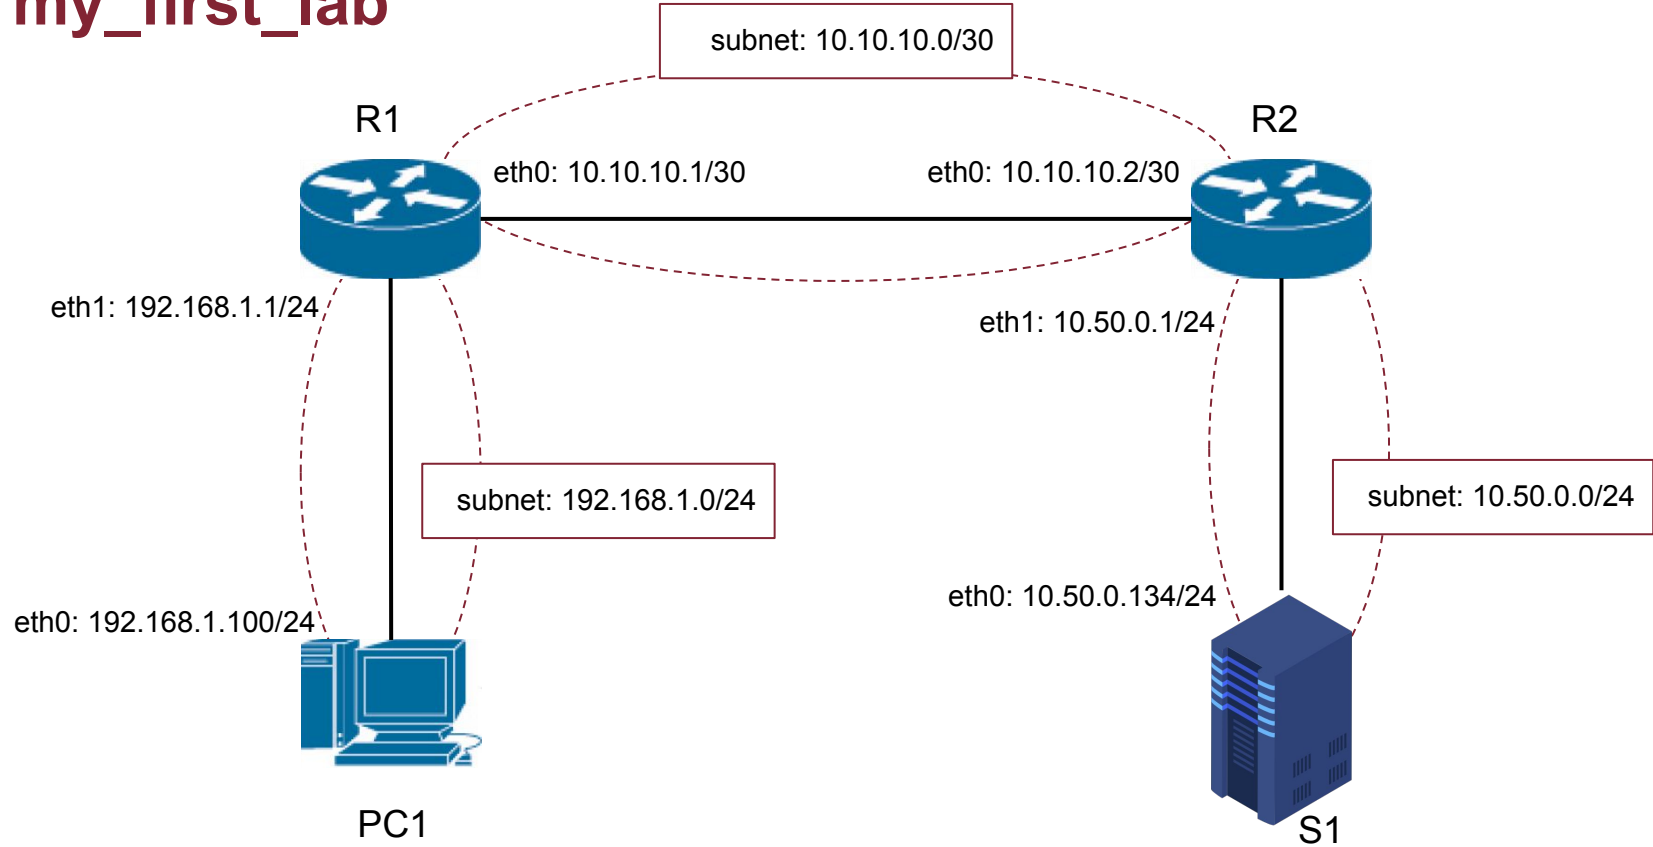 my_first_lab
subnet: 10.10.10.0/30
R1
R2
eth0: 10.10.10.1/30
eth0: 10.10.10.2/30
eth1: 192.168.1.1/24
eth1: 10.50.0.1/24
subnet: 192.168.1.0/24
subnet: 10.50.0.0/24
eth0: 192.168.1.100/24
eth0: 10.50.0.134/24
PC1
S1